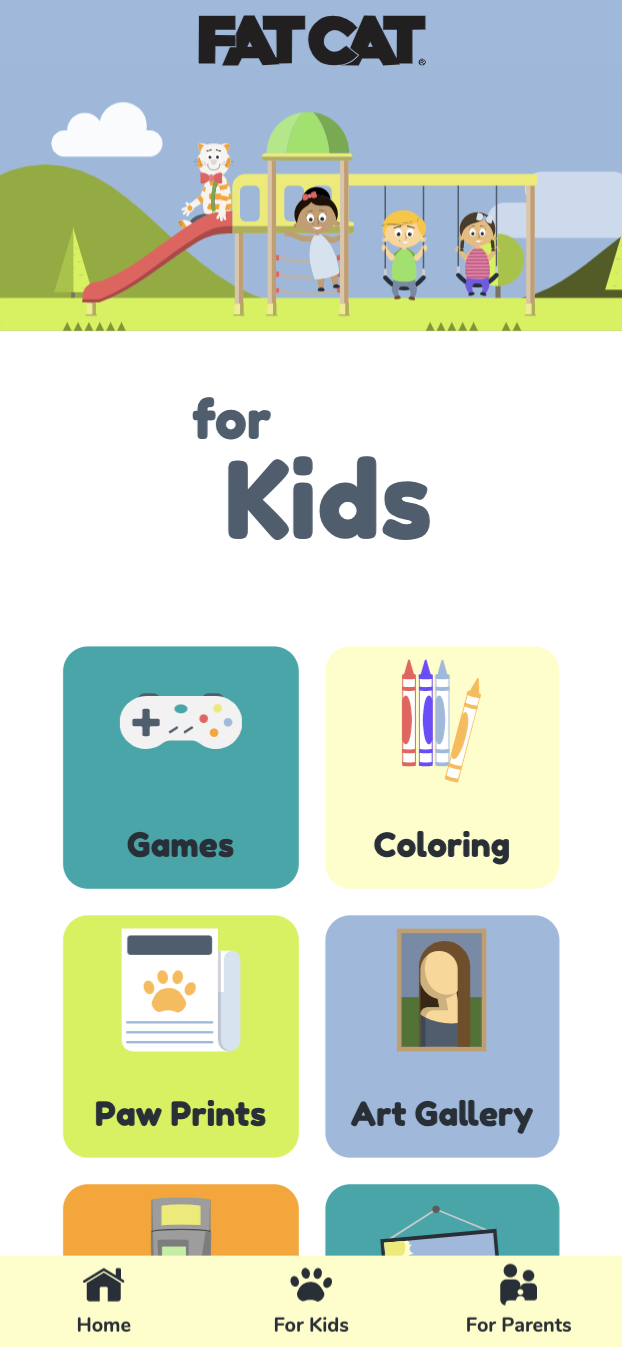 FAT CAT®
for
Kids
Games
Coloring
Paw Prints
Art Gallery
Home
For Kids
For Parents